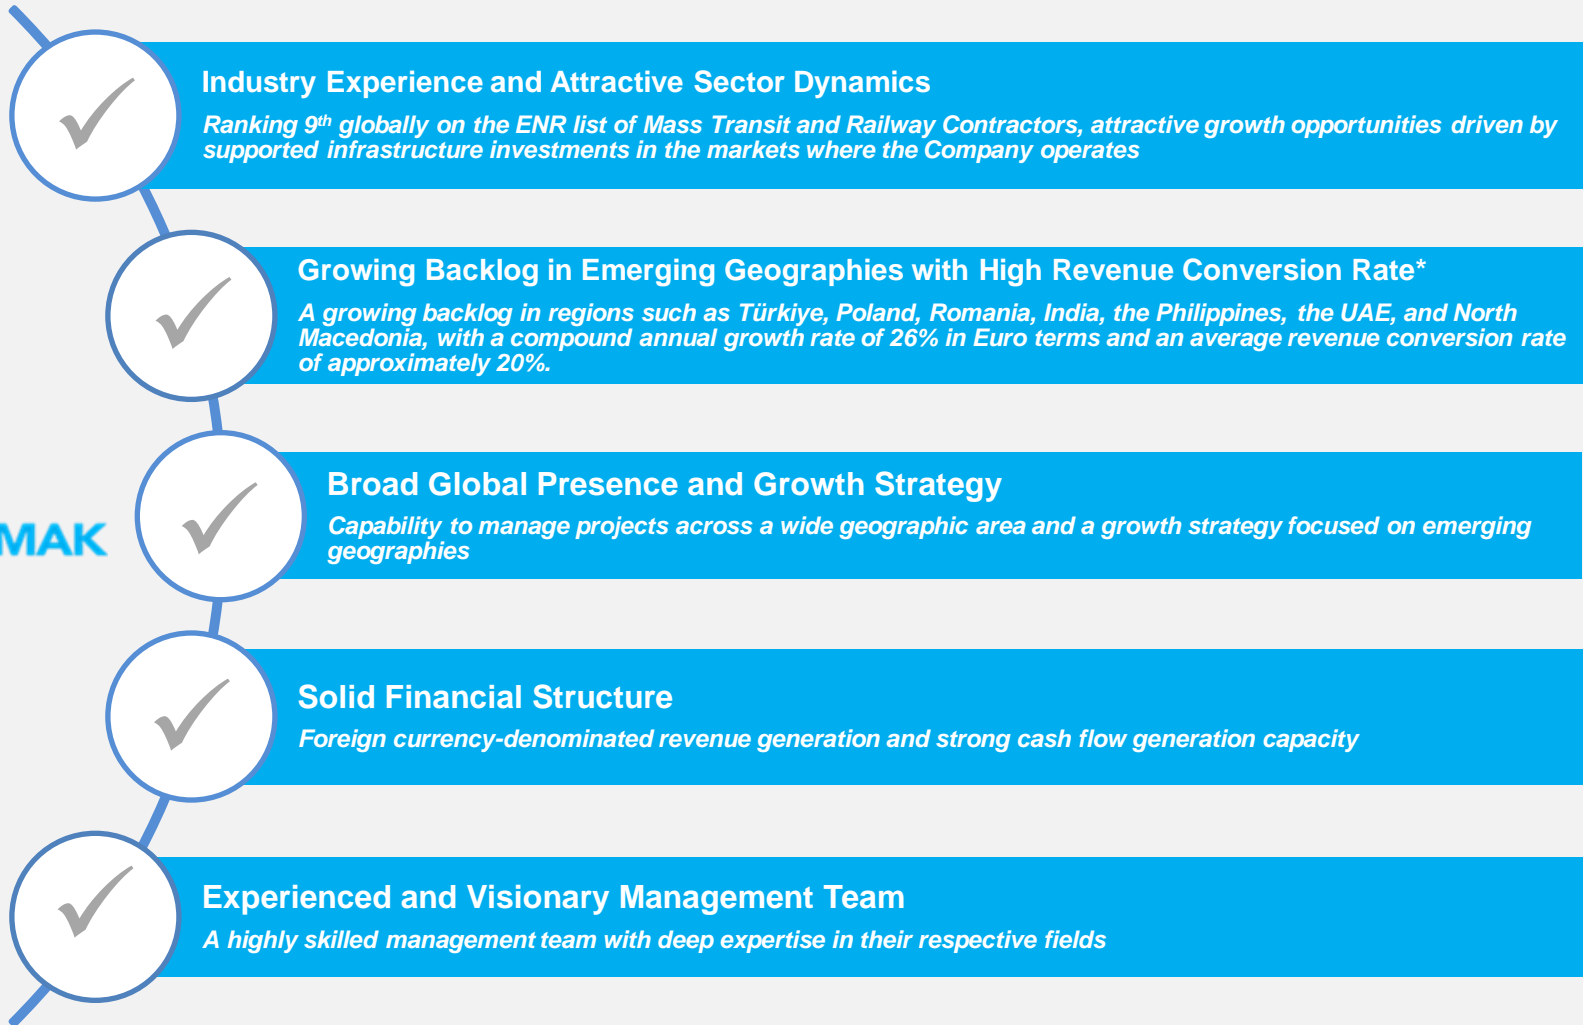 Industry Experience and Attractive Sector Dynamics
Ranking 9th globally on the ENR list of Mass Transit and Railway Contractors, attractive growth opportunities driven by
supported infrastructure investments in the markets where the Company operates
Growing Backlog in Emerging Geographies with High Revenue Conversion Rate*
A growing backlog in regions such as Türkiye, Poland, Romania, India, the Philippines, the UAE, and North
Macedonia, with a compound annual growth rate of 26% in Euro terms and an average revenue conversion rate
of approximately 20%.
Broad Global Presence and Growth Strategy
Capability to manage projects across a wide geographic area and a growth strategy focused on emerging
geographies
MAK
Solid Financial Structure
Foreign currency-denominated revenue generation and strong cash flow generation capacity
Experienced and Visionary Management Team
A highly skilled management team with deep expertise in their respective fields